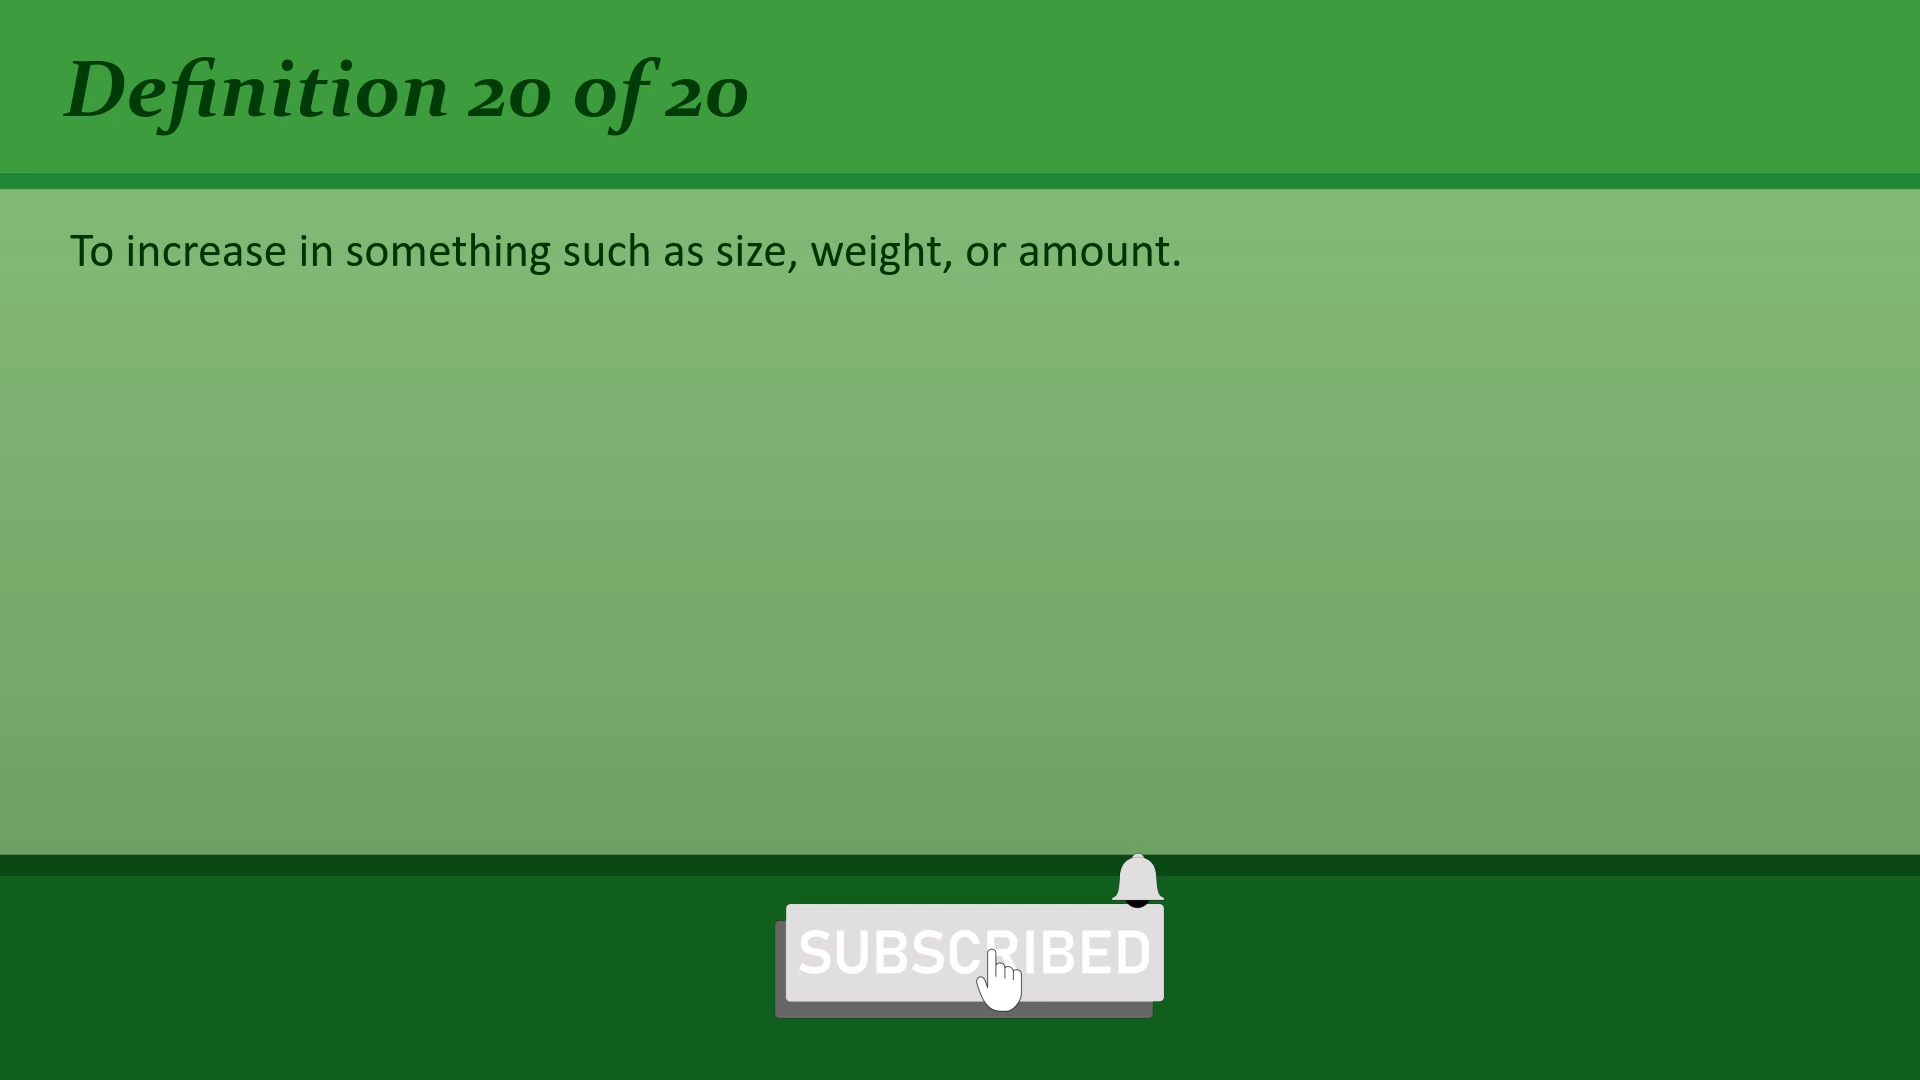 Definition 20 of 20
To increase in something such as size, weight, or amount.
SUBSCRIBED